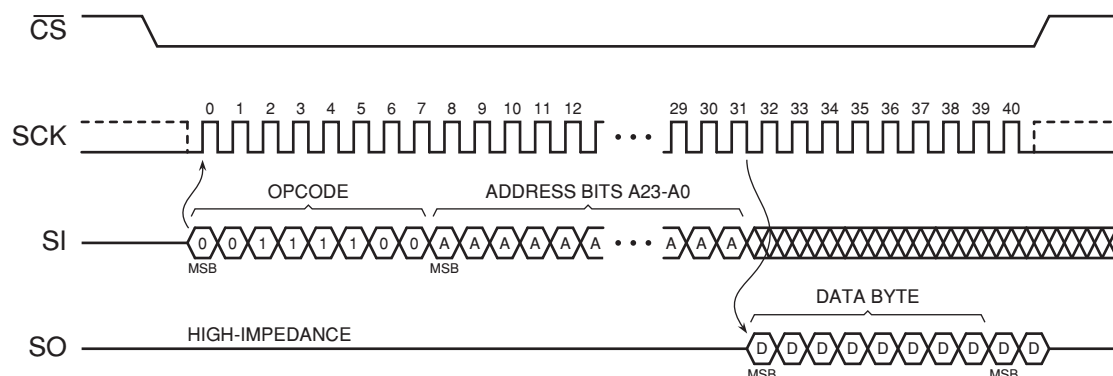 CS
SCK 0 1 2 3 4 5 6 7 8 9 10 11 12 ••• 29 30 31 32 33 34 35 36 37 38 39 40
OPCODE ADDRESS BITS A23-A0
SI 0 0 1 1 1 1 0 0 A A A A A A ••• A A A
MSB MSB
DATA BYTE
HIGH-IMPEDANCE
SO D D D D D D D D D D
MSB MSB